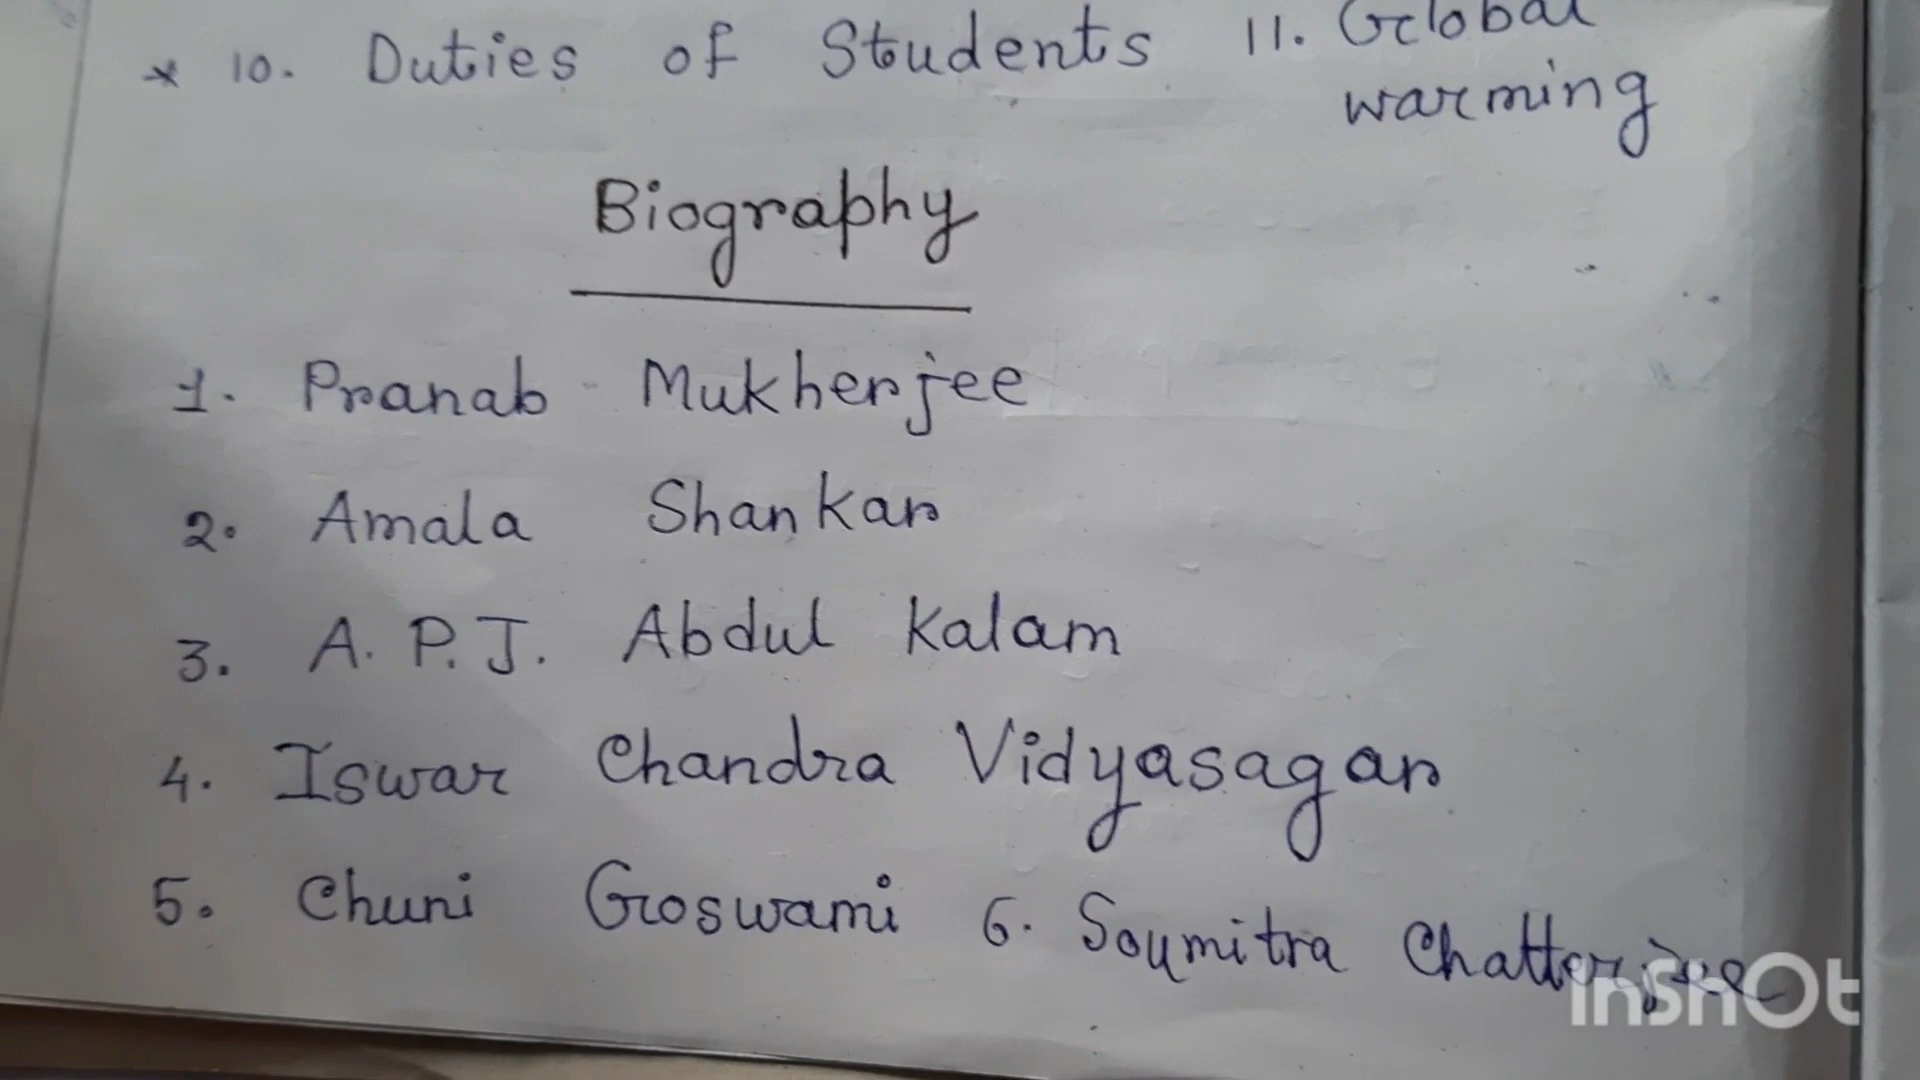 * 10. Duties of Students 11. Global
warming
Biography
1. Pranab Mukherjee
2. Amala Shankar
3. A. P. J. Abdul Kalam
4. Iswar Chandra Vidyasagar
5. Chuni Goswami 6. Soumitra Chatterjee
InShOt